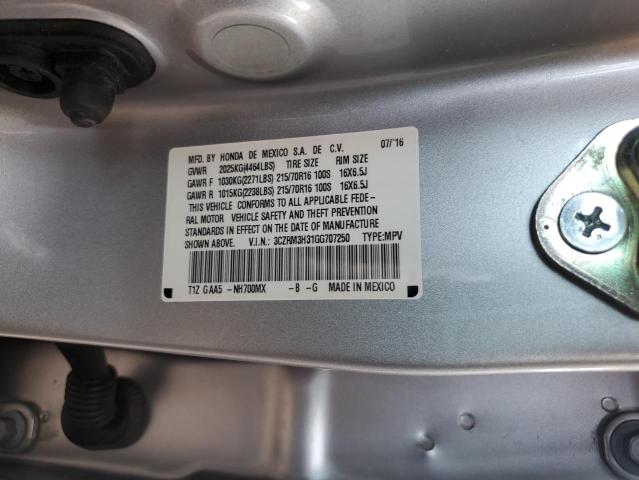 MFD. BY HONDA DE MEXICO S.A. DE C.V. 07/'16
GVWR 2025KG(4464LBS) TIRE SIZE RIM SIZE
GAWR F 1030KG(2271LBS) 215/70R16 100S 16X6.5J
GAWR R 1015KG(2238LBS) 215/70R16 100S 16X6.5J
THIS VEHICLE CONFORMS TO ALL APPLICABLE FEDE-
RAL MOTOR VEHICLE SAFETY AND THEFT PREVENTION
STANDARDS IN EFFECT ON THE DATE OF MANUFACTURE
SHOWN ABOVE. V.I.N.: 3CZRM3H31GG707250 TYPE:MPV
T1Z GAA5 -NH700MX -B -G MADE IN MEXICO